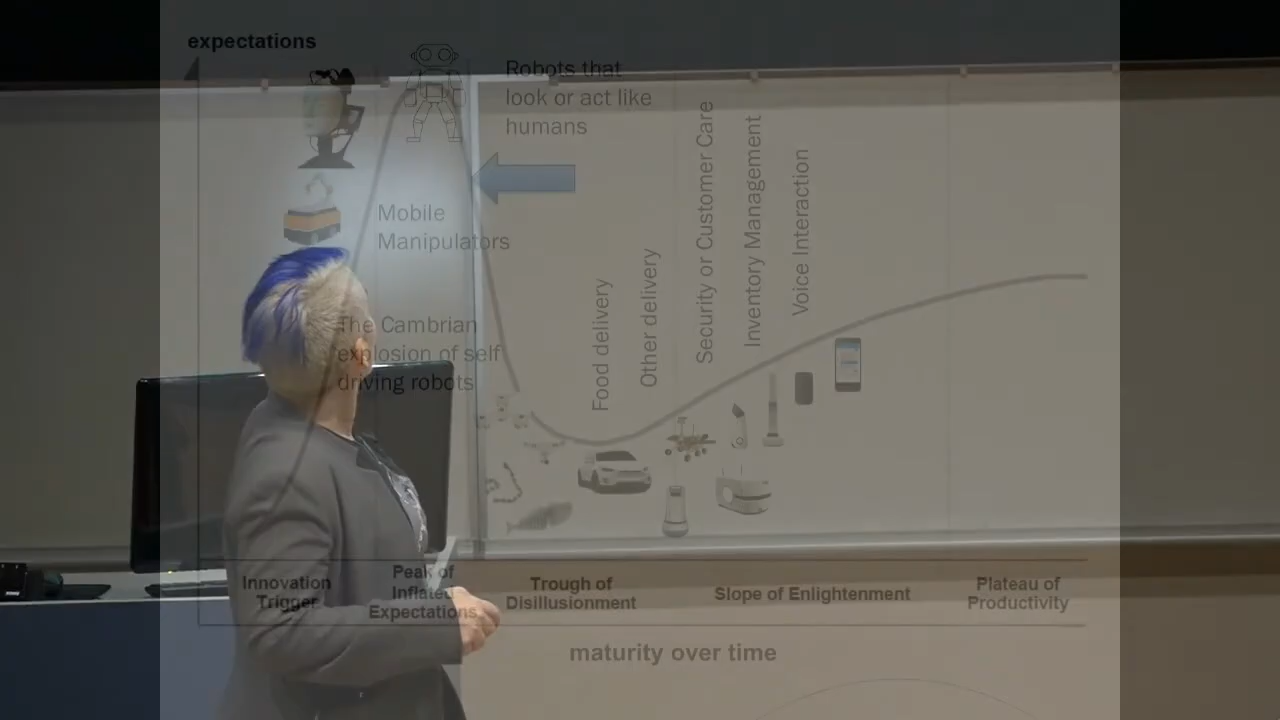 expectations
Robots that
look or act like
humans
Mobile
Manipulators
The Cambrian
explosion of self
driving robots
Food delivery
Other delivery
Security or Customer Care
Inventory Management
Voice Interaction
Innovation
Trigger
Peak of
Inflated
Expectations
Trough of
Disillusionment
Slope of Enlightenment
Plateau of
Productivity
maturity over time